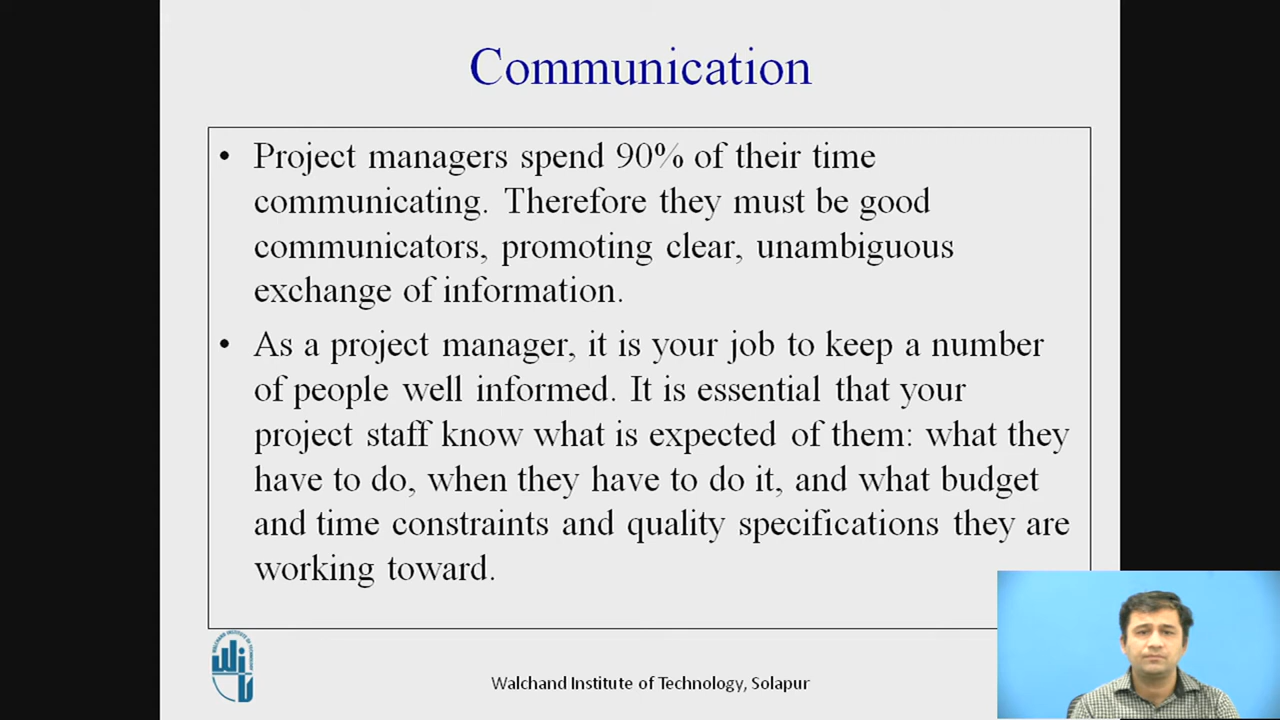 Communication
• Project managers spend 90% of their time
communicating. Therefore they must be good
communicators, promoting clear, unambiguous
exchange of information.
• As a project manager, it is your job to keep a number
of people well informed. It is essential that your
project staff know what is expected of them: what they
have to do, when they have to do it, and what budget
and time constraints and quality specifications they are
working toward.
WALCHAND INSTITUTE OF TECHNOLOGY
Walchand Institute of Technology, Solapur